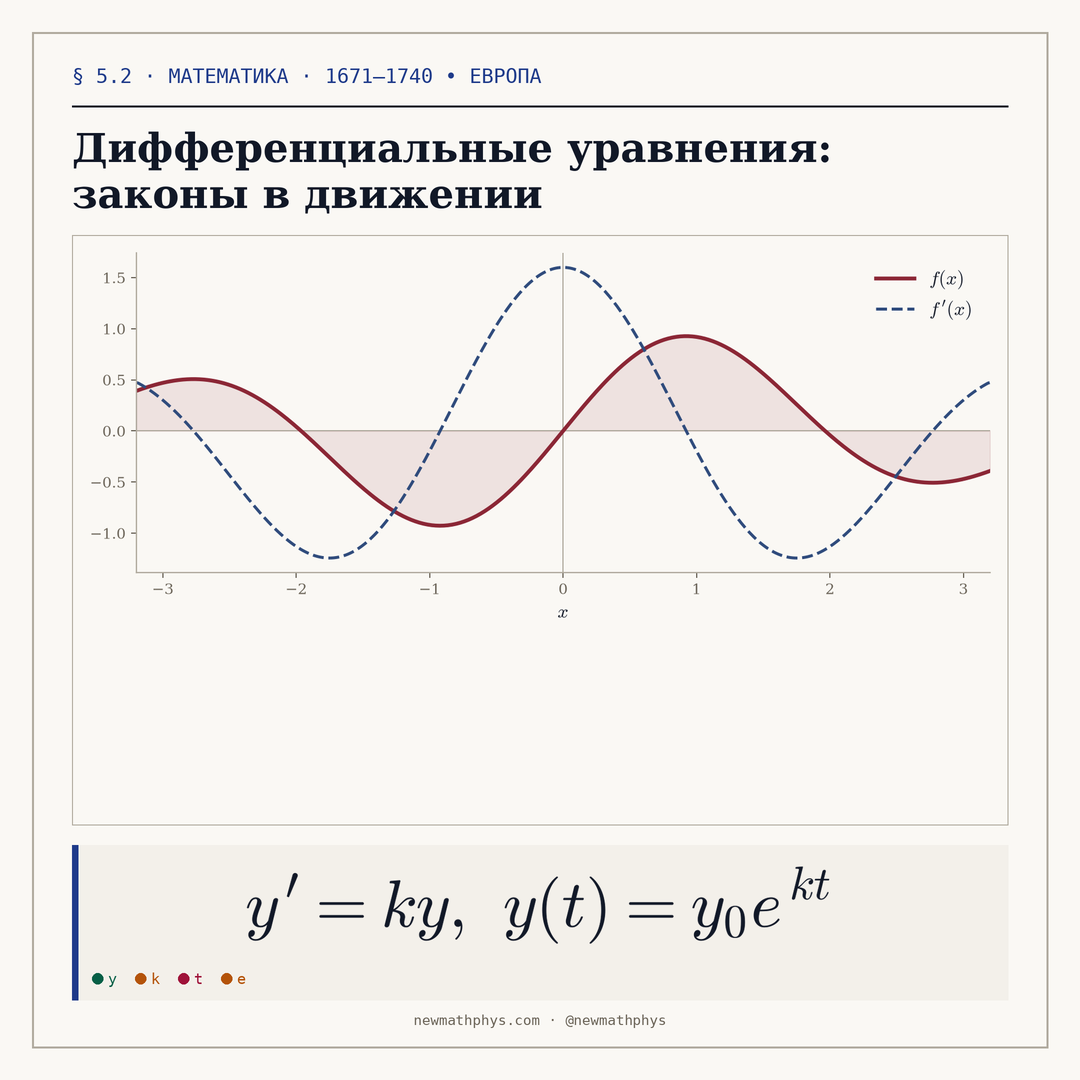 § 5.2 · МАТЕМАТИКА · 1671–1740 • ЕВРОПА
Дифференциальные уравнения:
законы в движении
f(x)
f′(x)
1.5
1.0
0.5
0.0
−0.5
−1.0
−3 −2 −1 0 1 2 3
x
y′ = ky, y(t) = y₀e^{kt}
y k t e
newmathphys.com · @newmathphys